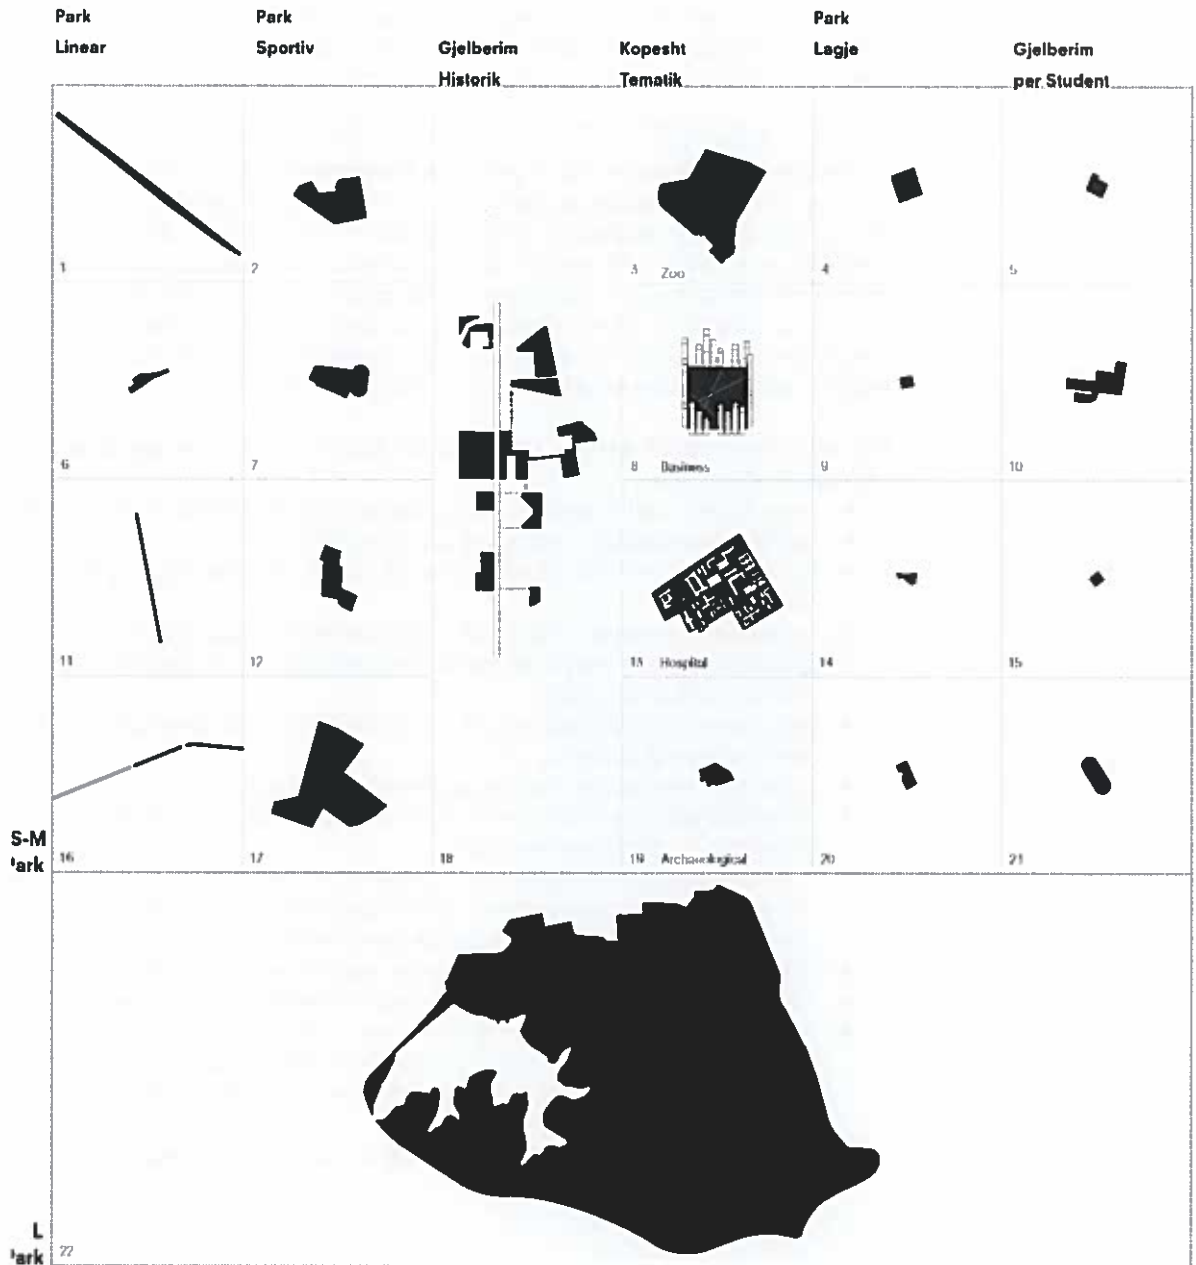 Park
Linear
Park
Sportiv
Gjelberim
Historik
Kopesht
Tematik
Park
Lagje
Gjelberim
per Student
1
2
3 Zoo
4
5
6
7
8 Business
9
10
11
12
13 Hospital
14
15
S-M
ark
16
17
18
19 Archaeological
20
21
L
ark
22